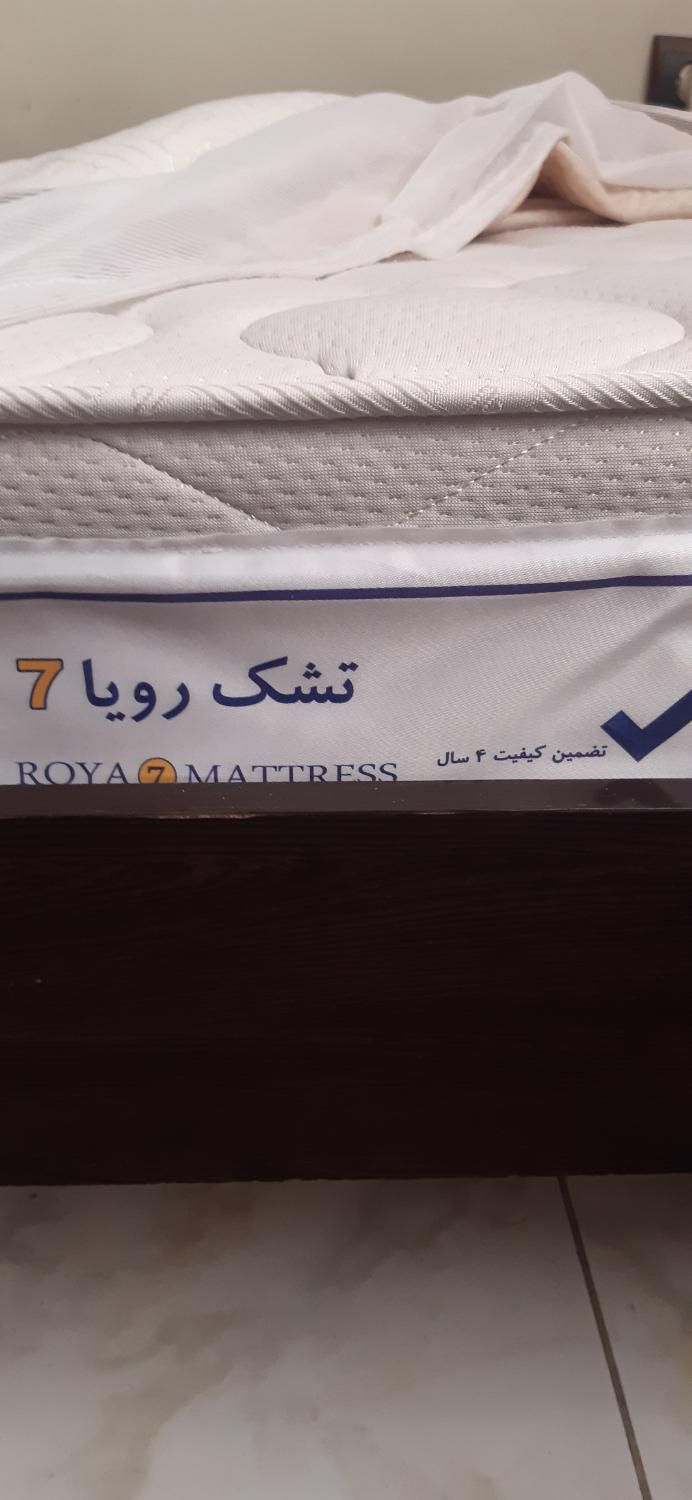 تشک رویا 7
تضمین کیفیت ۴ سال
ROYA 7 MATTRESS